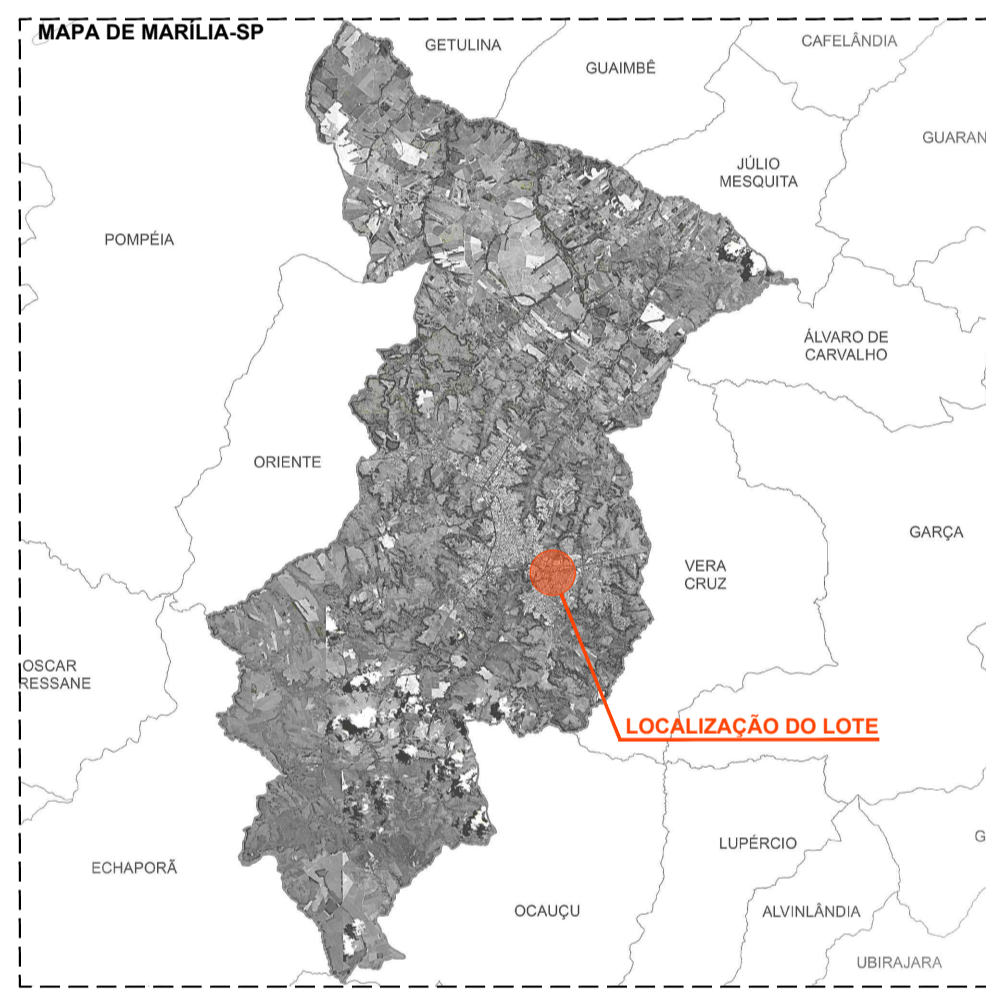 MAPA DE MARÍLIA-SP
GETULINA
CAFELÂNDIA
GUAIMBÊ
GUARAN
JÚLIO
MESQUITA
POMPÉIA
ÁLVARO DE
CARVALHO
ORIENTE
GARÇA
VERA
CRUZ
OSCAR
RESSANE
LOCALIZAÇÃO DO LOTE
LUPÉRCIO
G
ECHAPORÃ
OCAUÇU
ALVINLÂNDIA
UBIRAJARA